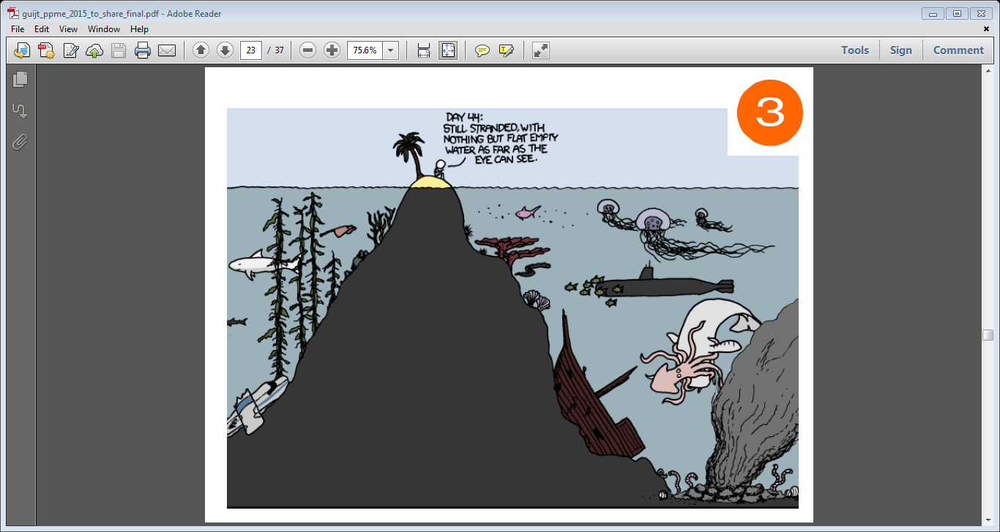 guijt_ppme_2015_to_share_final.pdf - Adobe Reader
File Edit View Window Help
23 / 37 75.6% Tools Sign Comment
3
DAY 44:
STILL STRANDED, WITH
NOTHING BUT FLAT EMPTY
WATER AS FAR AS THE
EYE CAN SEE.